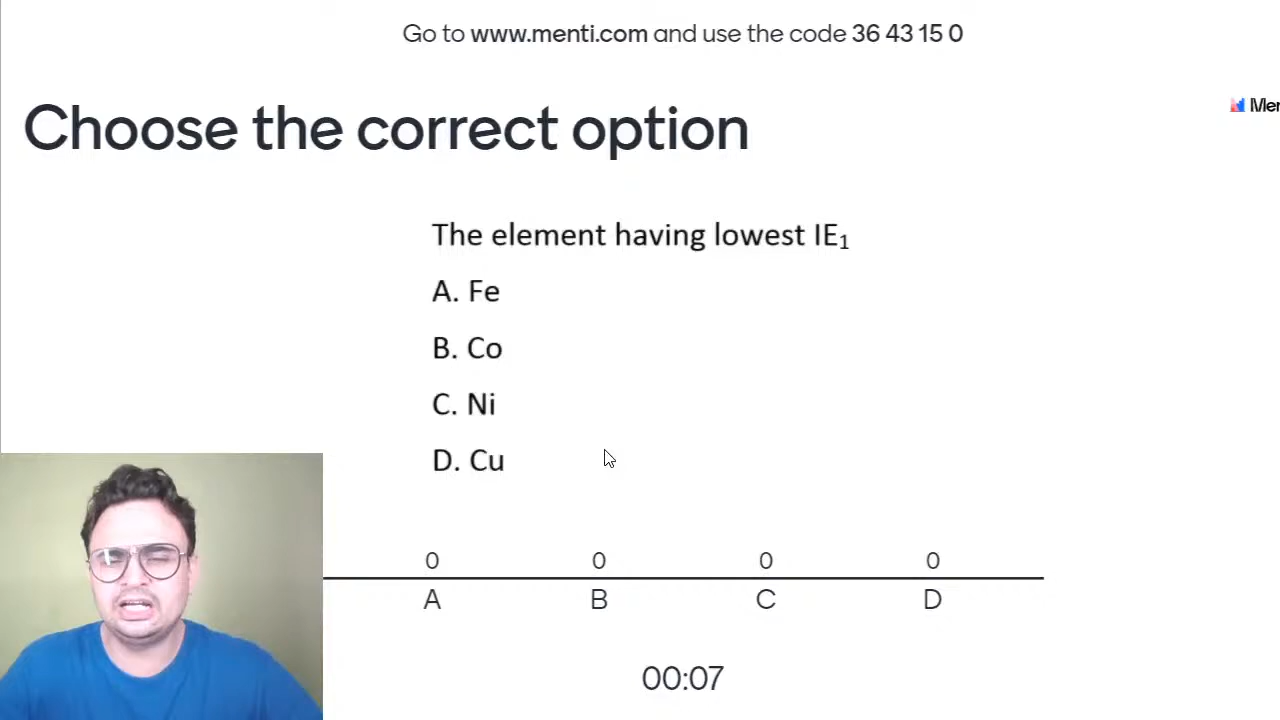 Go to www.menti.com and use the code 36 43 15 0
Choose the correct option
The element having lowest IE₁
A. Fe
B. Co
C. Ni
D. Cu
0 0 0 0
A B C D
00:07